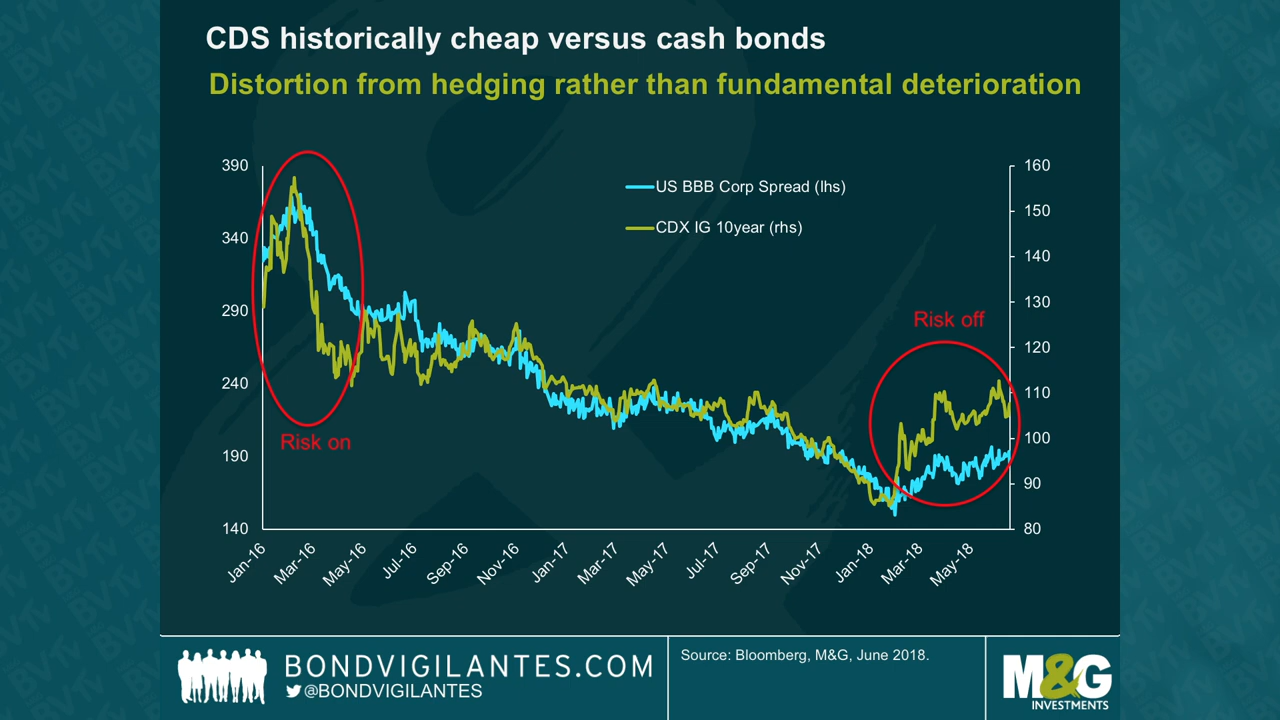 CDS historically cheap versus cash bonds
Distortion from hedging rather than fundamental deterioration
390
340
290
240
190
140
160
150
140
130
120
110
100
90
80
US BBB Corp Spread (lhs)
CDX IG 10year (rhs)
Risk on
Risk off
Jan-16
Mar-16
May-16
Jul-16
Sep-16
Nov-16
Jan-17
Mar-17
May-17
Jul-17
Sep-17
Nov-17
Jan-18
Mar-18
May-18
BONDVIGILANTES.COM
@BONDVIGILANTES
Source: Bloomberg, M&G, June 2018.
M&G
INVESTMENTS